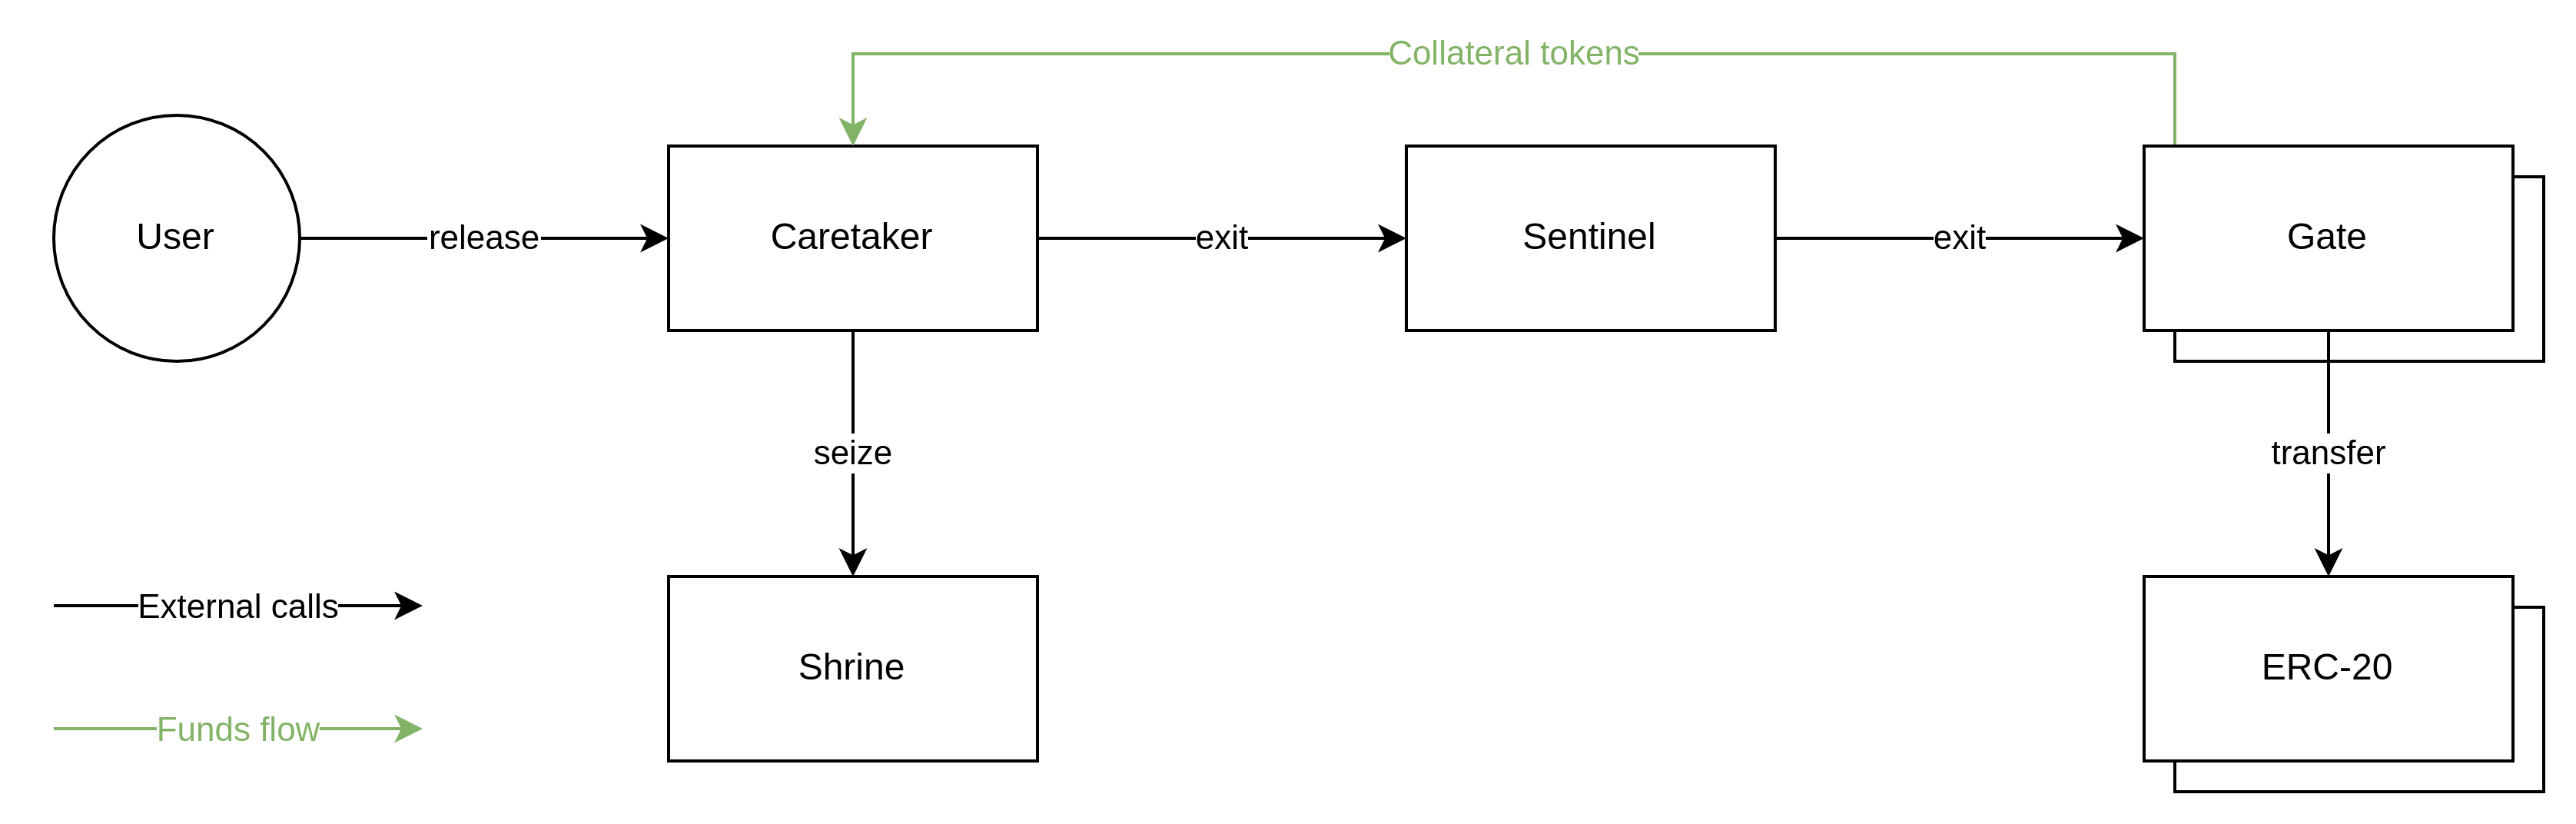 Collateral tokens
User
release
Caretaker
exit
Sentinel
exit
Gate
seize
transfer
External calls
Shrine
ERC-20
Funds flow